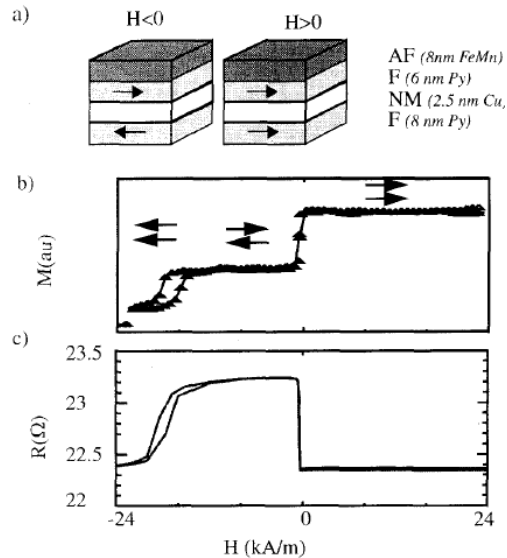 a)
H<0
H>0
AF (8nm FeMn)
F (6 nm Py)
NM (2.5 nm Cu)
F (8 nm Py)
b)
M(au)
c)
23.5
23
22.5
22
R(Ω)
-24
0
24
H (kA/m)